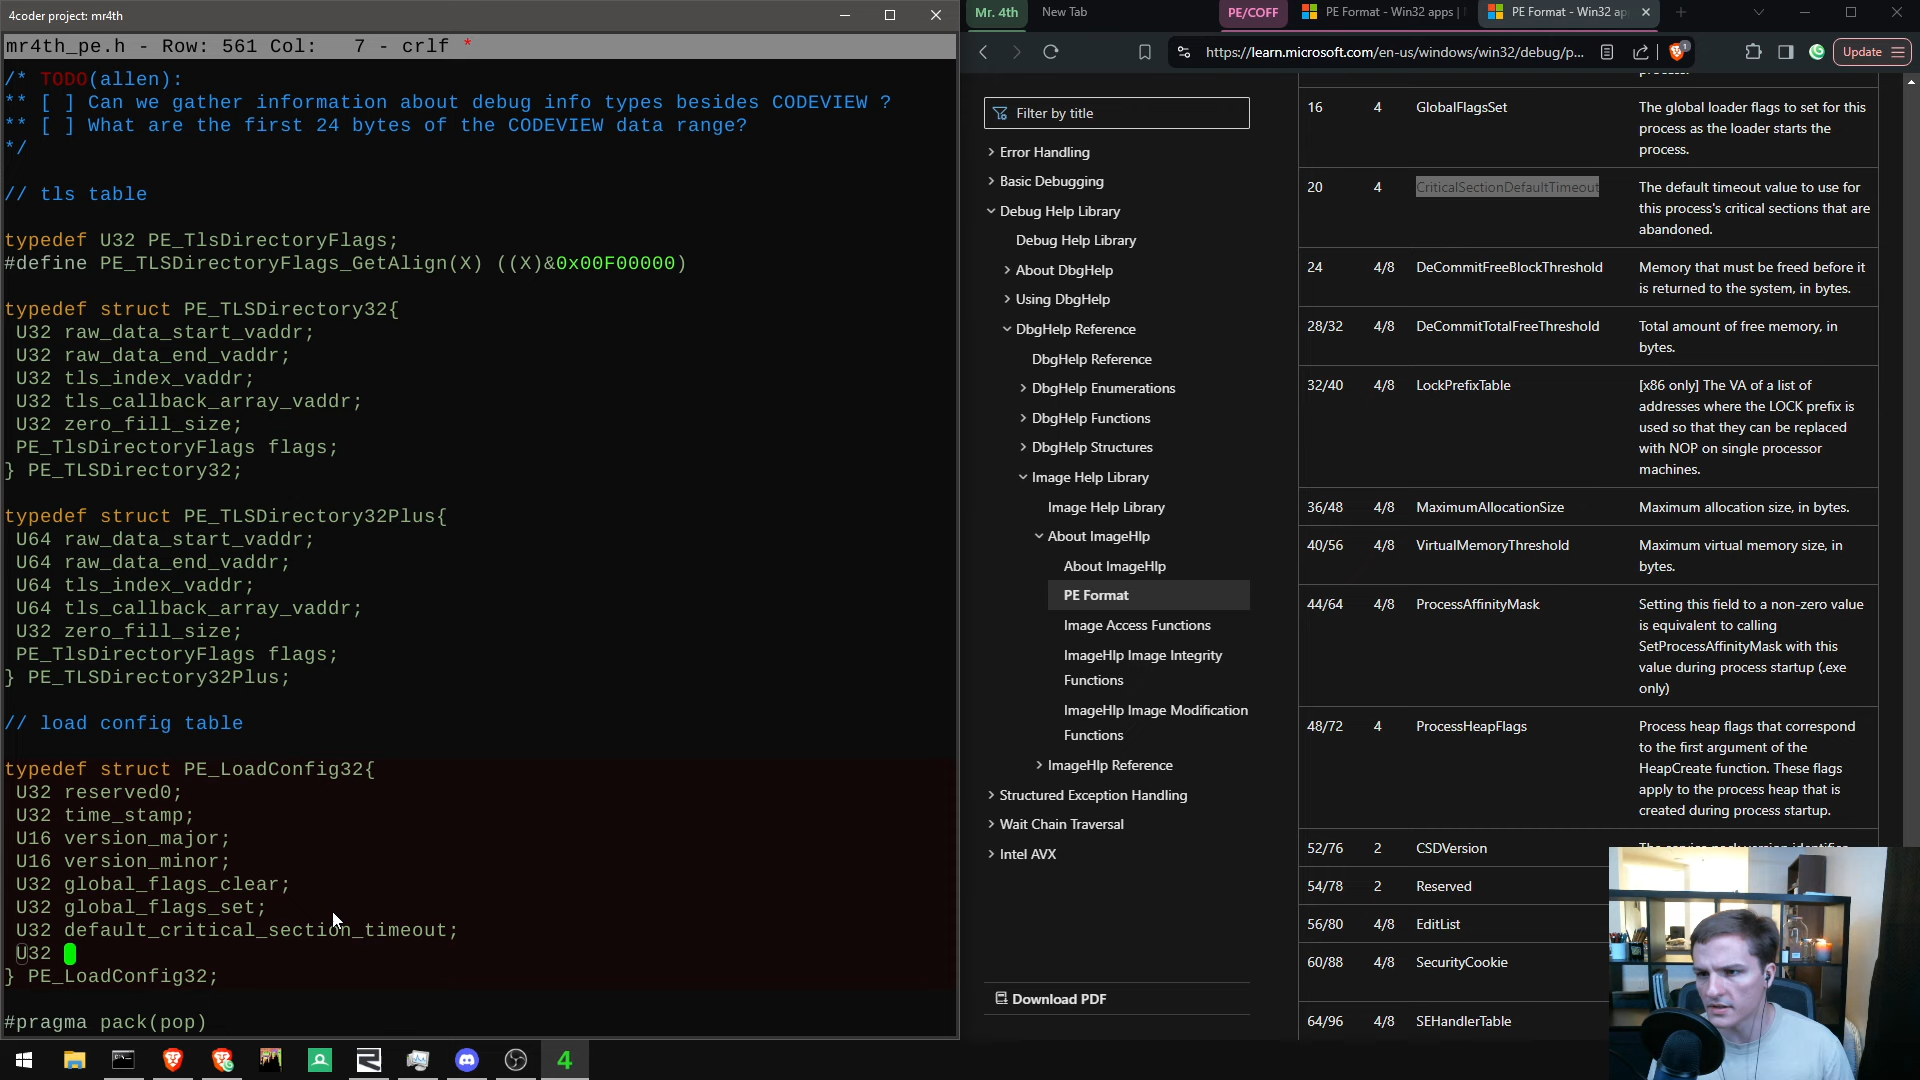 4coder project: mr4th
mr4th_pe.h - Row: 561 Col:   7 - crlf *
/* TODO(allen):
** [ ] Can we gather information about debug info types besides CODEVIEW ?
** [ ] What are the first 24 bytes of the CODEVIEW data range?
*/
// tls table
typedef U32 PE_TlsDirectoryFlags;
#define PE_TLSDirectoryFlags_GetAlign(X) ((X)&0x00F00000)
typedef struct PE_TLSDirectory32{
U32 raw_data_start_vaddr;
U32 raw_data_end_vaddr;
U32 tls_index_vaddr;
U32 tls_callback_array_vaddr;
U32 zero_fill_size;
PE_TlsDirectoryFlags flags;
} PE_TLSDirectory32;
typedef struct PE_TLSDirectory32Plus{
U64 raw_data_start_vaddr;
U64 raw_data_end_vaddr;
U64 tls_index_vaddr;
U64 tls_callback_array_vaddr;
U32 zero_fill_size;
PE_TlsDirectoryFlags flags;
} PE_TLSDirectory32Plus;
// load config table
typedef struct PE_LoadConfig32{
U32 reserved0;
U32 time_stamp;
U16 version_major;
U16 version_minor;
U32 global_flags_clear;
U32 global_flags_set;
U32 default_critical_section_timeout;
U32
} PE_LoadConfig32;
#pragma pack(pop)
4
Mr. 4th
New Tab
PE/COFF
PE Format - Win32 apps |
PE Format - Win32 ap
https://learn.microsoft.com/en-us/windows/win32/debug/p...
1
Update
Filter by title
Error Handling
Basic Debugging
Debug Help Library
Debug Help Library
About DbgHelp
Using DbgHelp
DbgHelp Reference
DbgHelp Reference
DbgHelp Enumerations
DbgHelp Functions
DbgHelp Structures
Image Help Library
Image Help Library
About ImageHlp
About ImageHlp
PE Format
Image Access Functions
ImageHlp Image Integrity
Functions
ImageHlp Image Modification
Functions
ImageHlp Reference
Structured Exception Handling
Wait Chain Traversal
Intel AVX
Download PDF
16 4 GlobalFlagsSet The global loader flags to set for this
process as the loader starts the
process.
20 4 CriticalSectionDefaultTimeout The default timeout value to use for
this process's critical sections that are
abandoned.
24 4/8 DeCommitFreeBlockThreshold Memory that must be freed before it
is returned to the system, in bytes.
28/32 4/8 DeCommitTotalFreeThreshold Total amount of free memory, in
bytes.
32/40 4/8 LockPrefixTable [x86 only] The VA of a list of
addresses where the LOCK prefix is
used so that they can be replaced
with NOP on single processor
machines.
36/48 4/8 MaximumAllocationSize Maximum allocation size, in bytes.
40/56 4/8 VirtualMemoryThreshold Maximum virtual memory size, in
bytes.
44/64 4/8 ProcessAffinityMask Setting this field to a non-zero value
is equivalent to calling
SetProcessAffinityMask with this
value during process startup (.exe
only)
48/72 4 ProcessHeapFlags Process heap flags that correspond
to the first argument of the
HeapCreate function. These flags
apply to the process heap that is
created during process startup.
52/76 2 CSDVersion
54/78 2 Reserved
56/80 4/8 EditList
60/88 4/8 SecurityCookie
64/96 4/8 SEHandlerTable